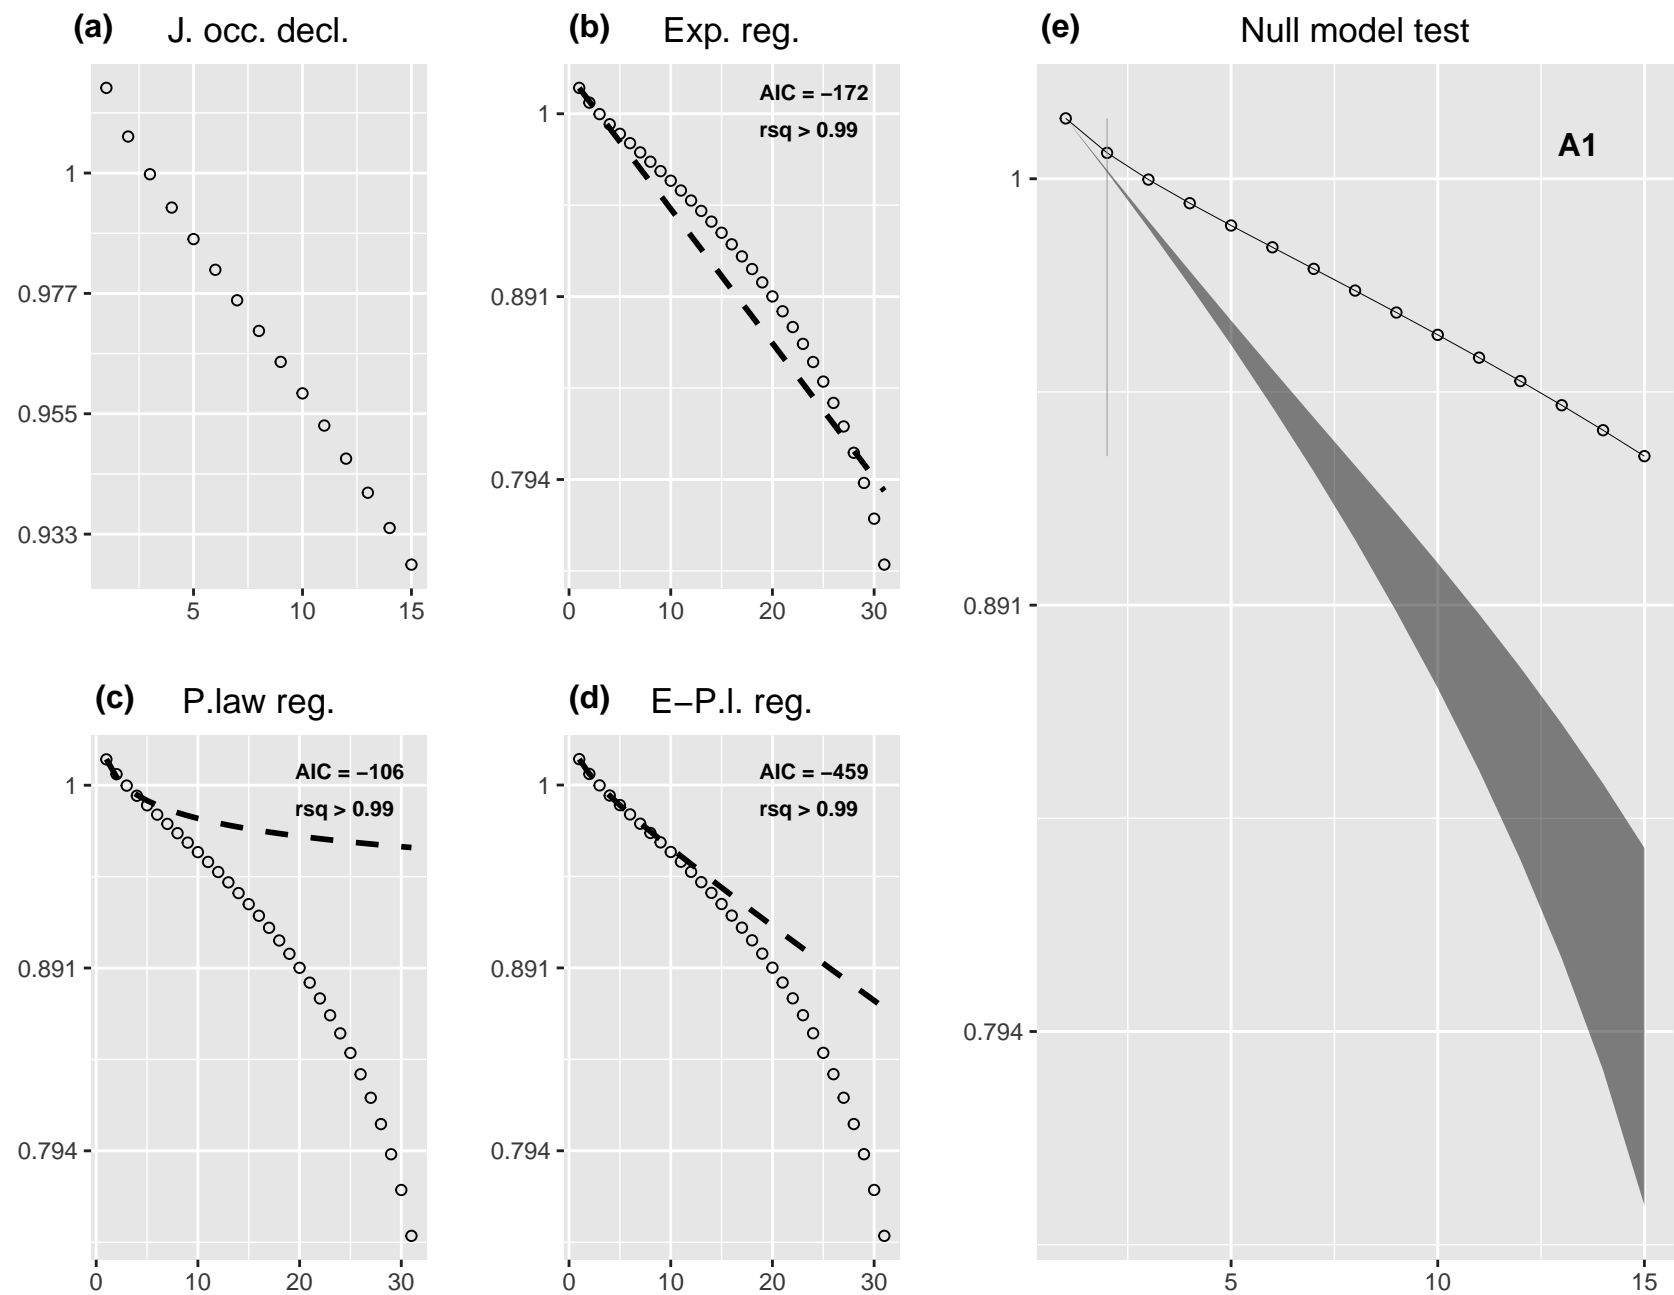 (a) J. occ. decl.
1
0.977
0.955
0.933
5 10 15
(b) Exp. reg.
AIC = −172
rsq > 0.99
1
0.891
0.794
0 10 20 30
(c) P.law reg.
AIC = −106
rsq > 0.99
1
0.891
0.794
0 10 20 30
(d) E−P.l. reg.
AIC = −459
rsq > 0.99
1
0.891
0.794
0 10 20 30
(e) Null model test
A1
1
0.891
0.794
5 10 15